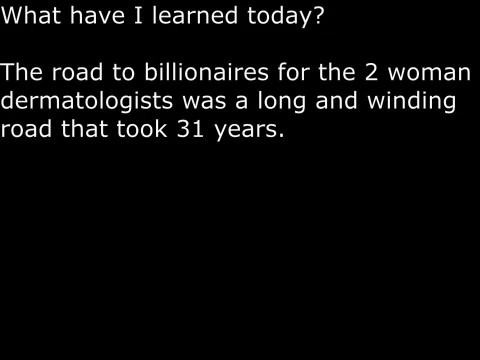 What have I learned today?
The road to billionaires for the 2 woman
dermatologists was a long and winding
road that took 31 years.